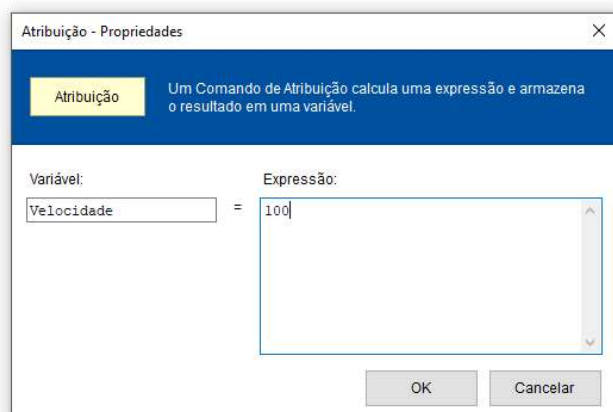 Atribuição - Propriedades
Atribuição
Um Comando de Atribuição calcula uma expressão e armazena
o resultado em uma variável.
Variável:
Expressão:
Velocidade
=
100
OK
Cancelar